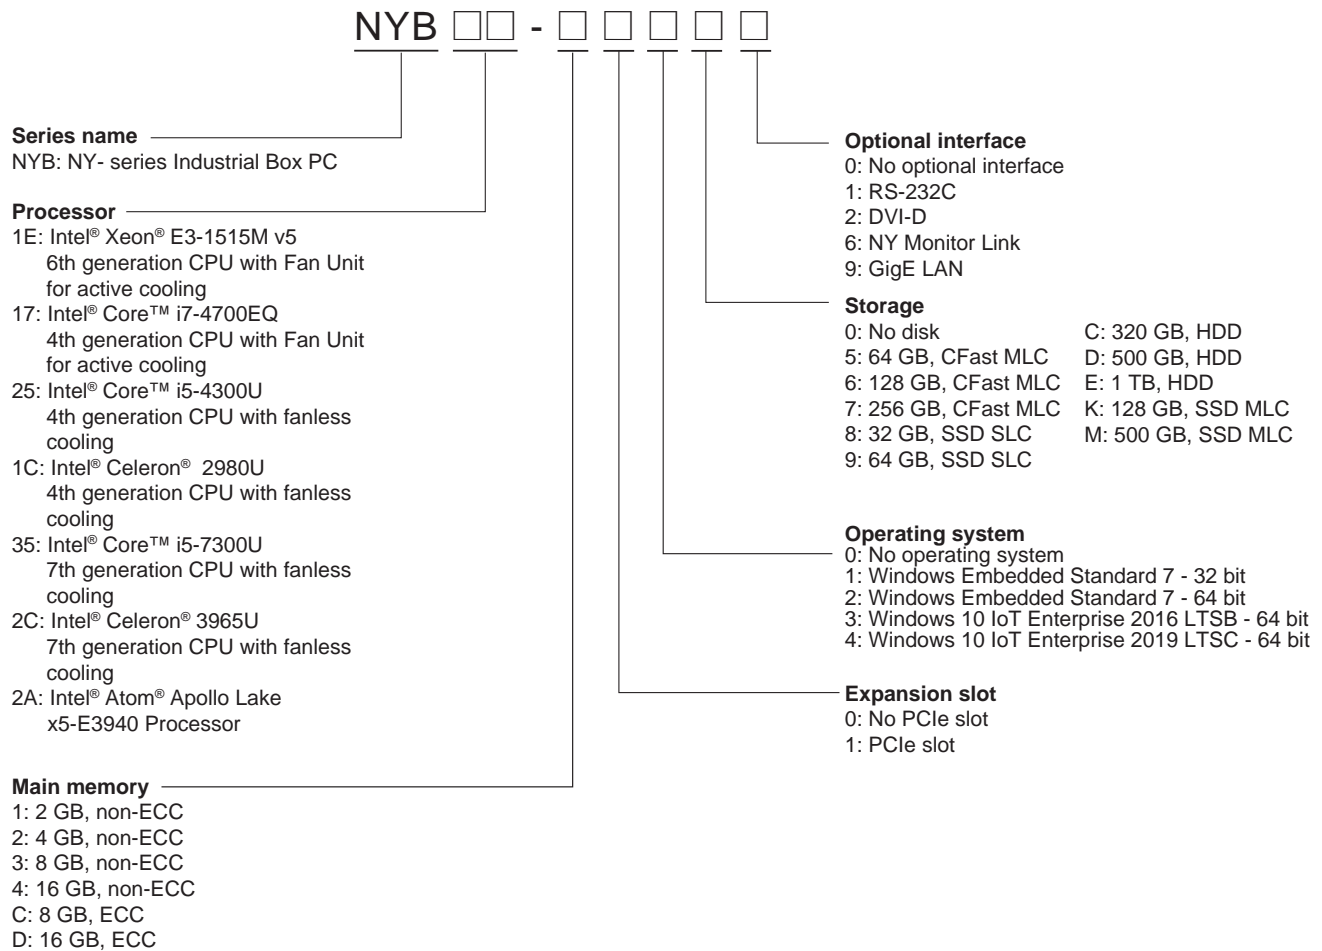 NYB □□ - □ □ □ □ □
Series name
NYB: NY- series Industrial Box PC
Processor
1E: Intel® Xeon® E3-1515M v5
6th generation CPU with Fan Unit
for active cooling
17: Intel® Core™ i7-4700EQ
4th generation CPU with Fan Unit
for active cooling
25: Intel® Core™ i5-4300U
4th generation CPU with fanless
cooling
1C: Intel® Celeron® 2980U
4th generation CPU with fanless
cooling
35: Intel® Core™ i5-7300U
7th generation CPU with fanless
cooling
2C: Intel® Celeron® 3965U
7th generation CPU with fanless
cooling
2A: Intel® Atom® Apollo Lake
x5-E3940 Processor
Main memory
1: 2 GB, non-ECC
2: 4 GB, non-ECC
3: 8 GB, non-ECC
4: 16 GB, non-ECC
C: 8 GB, ECC
D: 16 GB, ECC
Optional interface
0: No optional interface
1: RS-232C
2: DVI-D
6: NY Monitor Link
9: GigE LAN
Storage
0: No disk
5: 64 GB, CFast MLC
6: 128 GB, CFast MLC
7: 256 GB, CFast MLC
8: 32 GB, SSD SLC
9: 64 GB, SSD SLC
C: 320 GB, HDD
D: 500 GB, HDD
E: 1 TB, HDD
K: 128 GB, SSD MLC
M: 500 GB, SSD MLC
Operating system
0: No operating system
1: Windows Embedded Standard 7 - 32 bit
2: Windows Embedded Standard 7 - 64 bit
3: Windows 10 IoT Enterprise 2016 LTSB - 64 bit
4: Windows 10 IoT Enterprise 2019 LTSC - 64 bit
Expansion slot
0: No PCIe slot
1: PCIe slot